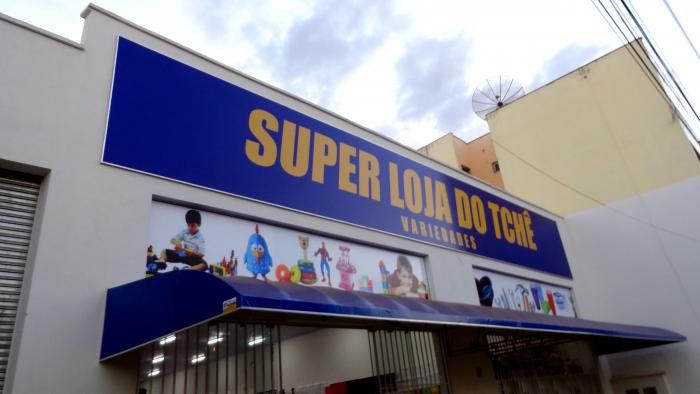 SUPER LOJA DO TCHÊ
VARIEDADES